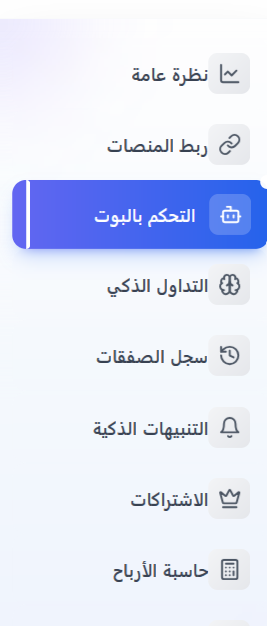 نظرة عامة
ربط المنصات
التحكم بالبوت
التداول الذكي
سجل الصفقات
التنبيهات الذكية
الاشتراكات
حاسبة الأرباح